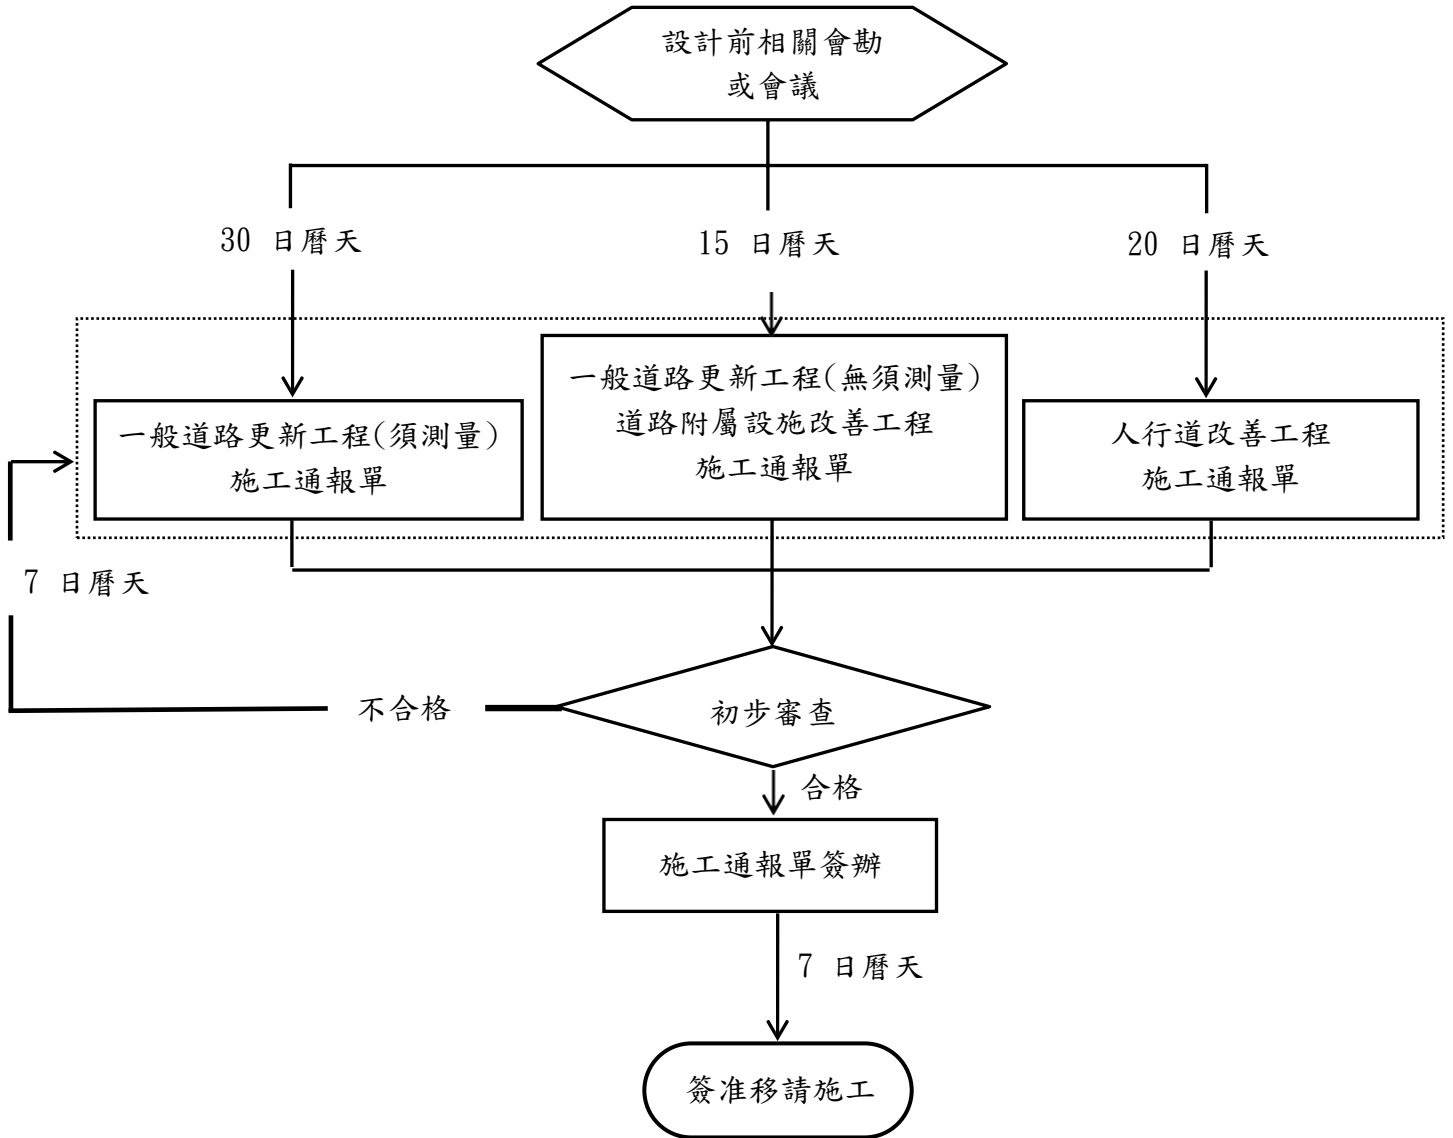 設計前相關會勘
或會議
30 日曆天
15 日曆天
20 日曆天
一般道路更新工程(須測量)
施工通報單
一般道路更新工程(無須測量)
道路附屬設施改善工程
施工通報單
人行道改善工程
施工通報單
7 日曆天
不合格
初步審查
合格
施工通報單簽辦
7 日曆天
簽准移請施工